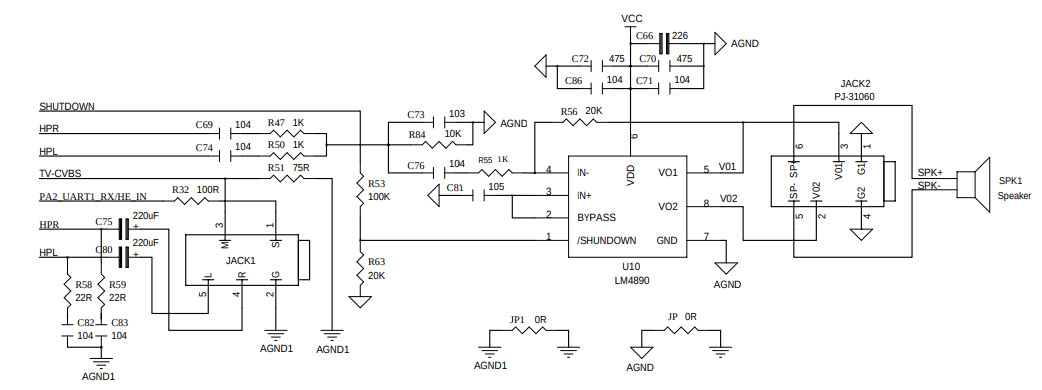 VCC
C66 226
AGND
C72 475
C70 475
C86 104
C71 104
JACK2
PJ-31060
SHUTDOWN
C73 103
AGND
R56 20K
HPR
C69 104
R47 1K
R84 10K
6
VDD
HPL
C74 104
R50 1K
C76 104
R55 1K
4 IN-
VO1 5 V01
6 3 1
SP+ V01 G1
SP- V02 G2
5 2 4
TV-CVBS
R51 75R
C81 105
3 IN+
SPK+
SPK-
SPK1
Speaker
PA2_UART1_RX/HE_IN
R32 100R
R53
100K
2 BYPASS
VO2 8 V02
HPR
C75 220uF
+
3 1
M S
1 /SHUNDOWN
GND 7
HPL
C80 220uF
+
JACK1
L R G
5 4 2
R63
20K
U10
LM4890
AGND
R58
22R
R59
22R
C82
104
C83
104
AGND1
AGND1
AGND1
JP1 0R
AGND1
JP 0R
AGND